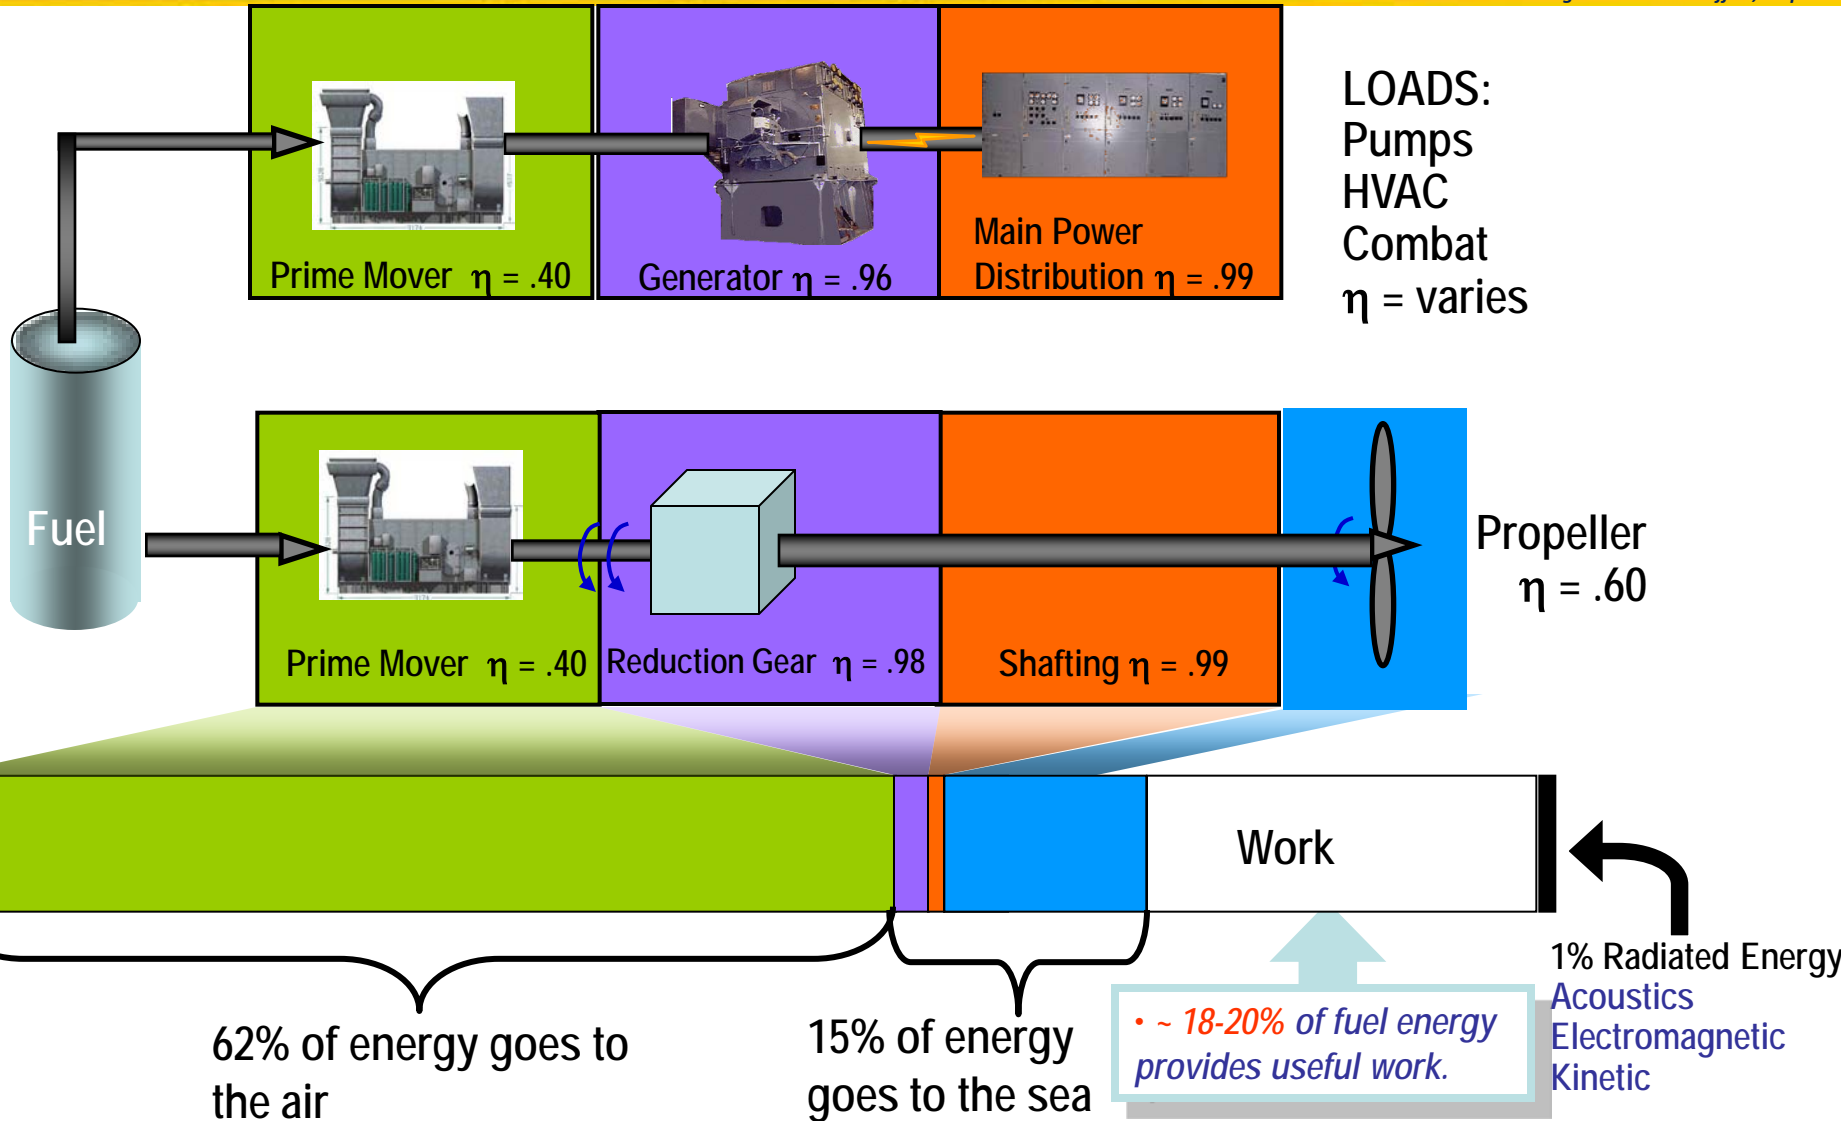 LOADS:
Pumps
HVAC
Combat
η = varies
Prime Mover η = .40
Generator η = .96
Main Power
Distribution η = .99
Fuel
Propeller
η = .60
Prime Mover η = .40
Reduction Gear η = .98
Shafting η = .99
Work
62% of energy goes to
the air
15% of energy
goes to the sea
• ~ 18-20% of fuel energy
provides useful work.
1% Radiated Energy
Acoustics
Electromagnetic
Kinetic